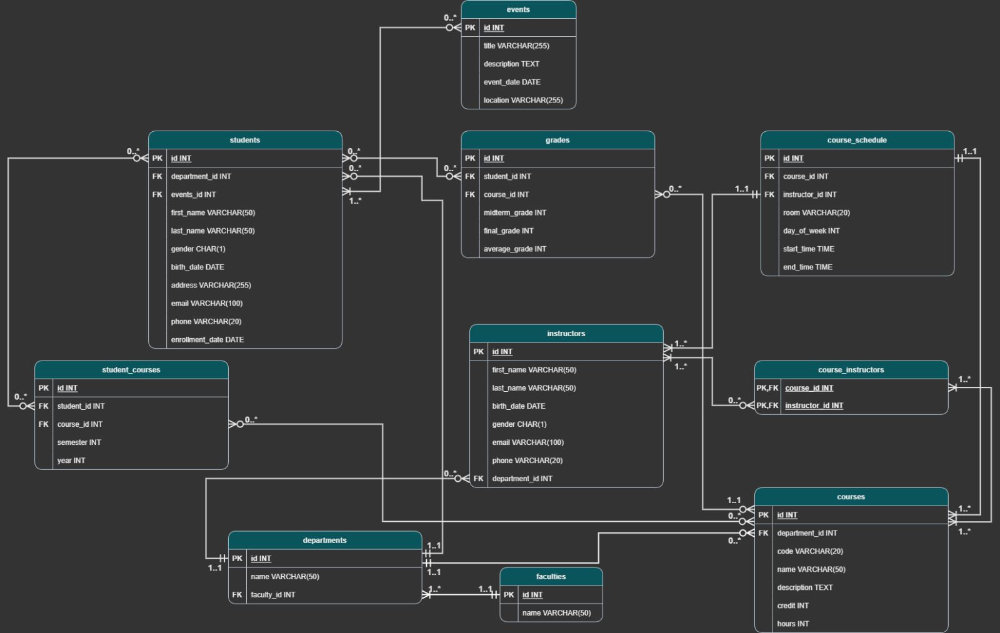 events
0..*
PK id INT
title VARCHAR(255)
description TEXT
event_date DATE
location VARCHAR(255)
students
0..*
PK id INT
0..*
FK department_id INT
0..*
FK events_id INT
1..*
first_name VARCHAR(50)
last_name VARCHAR(50)
gender CHAR(1)
birth_date DATE
address VARCHAR(255)
email VARCHAR(100)
phone VARCHAR(20)
enrollment_date DATE
grades
PK id INT
0..*
FK student_id INT
FK course_id INT
0..*
midterm_grade INT
final_grade INT
average_grade INT
course_schedule
PK id INT
1..1
FK course_id INT
1..1
FK instructor_id INT
room VARCHAR(20)
day_of_week INT
start_time TIME
end_time TIME
student_courses
PK id INT
0..*
FK student_id INT
FK course_id INT
0..*
semester INT
year INT
instructors
PK id INT
1..*
1..*
first_name VARCHAR(50)
last_name VARCHAR(50)
birth_date DATE
gender CHAR(1)
email VARCHAR(100)
phone VARCHAR(20)
0..*
FK department_id INT
course_instructors
PK,FK course_id INT
1..*
0..*
PK,FK instructor_id INT
departments
PK id INT
1..1
1..1
1..1
name VARCHAR(50)
FK faculty_id INT
1..*
faculties
1..1
PK id INT
name VARCHAR(50)
courses
1..1
PK id INT
1..*
0..*
1..*
FK department_id INT
0..*
code VARCHAR(20)
name VARCHAR(50)
description TEXT
credit INT
hours INT